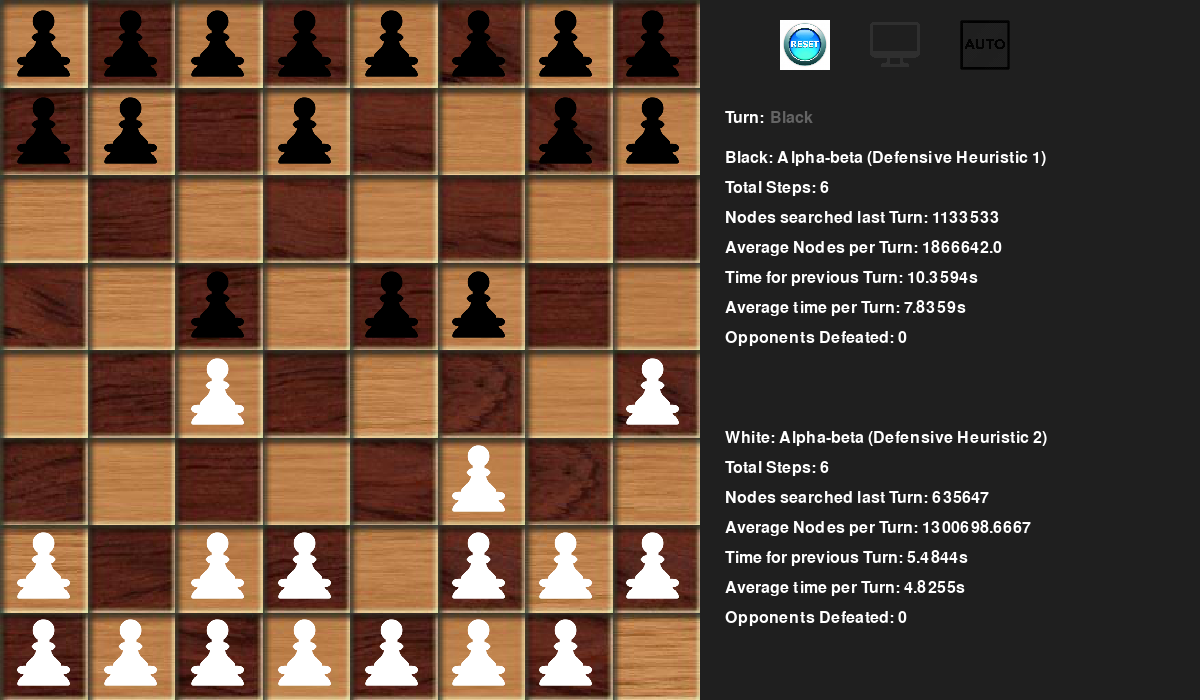 RESET
AUTO
Turn: Black
Black: Alpha-beta (Defensive Heuristic 1)
Total Steps: 6
Nodes searched last Turn: 1133533
Average Nodes per Turn: 1866642.0
Time for previous Turn: 10.3594s
Average time per Turn: 7.8359s
Opponents Defeated: 0
White: Alpha-beta (Defensive Heuristic 2)
Total Steps: 6
Nodes searched last Turn: 635647
Average Nodes per Turn: 1300698.6667
Time for previous Turn: 5.4844s
Average time per Turn: 4.8255s
Opponents Defeated: 0